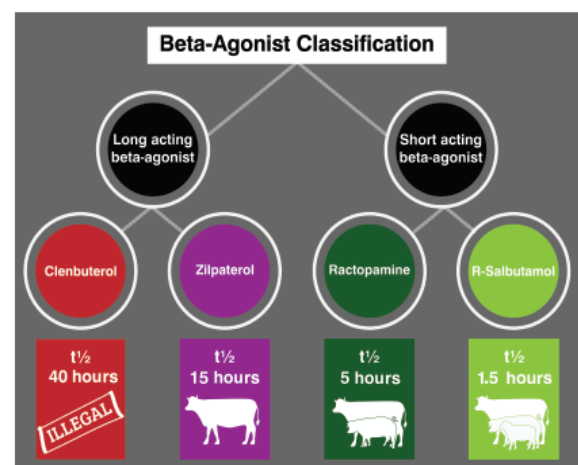 Beta-Agonist Classification
Long acting
beta-agonist
Short acting
beta-agonist
Clenbuterol
Zilpaterol
Ractopamine
R-Salbutamol
t½
40 hours
ILLEGAL
t½
15 hours
t½
5 hours
t½
1.5 hours